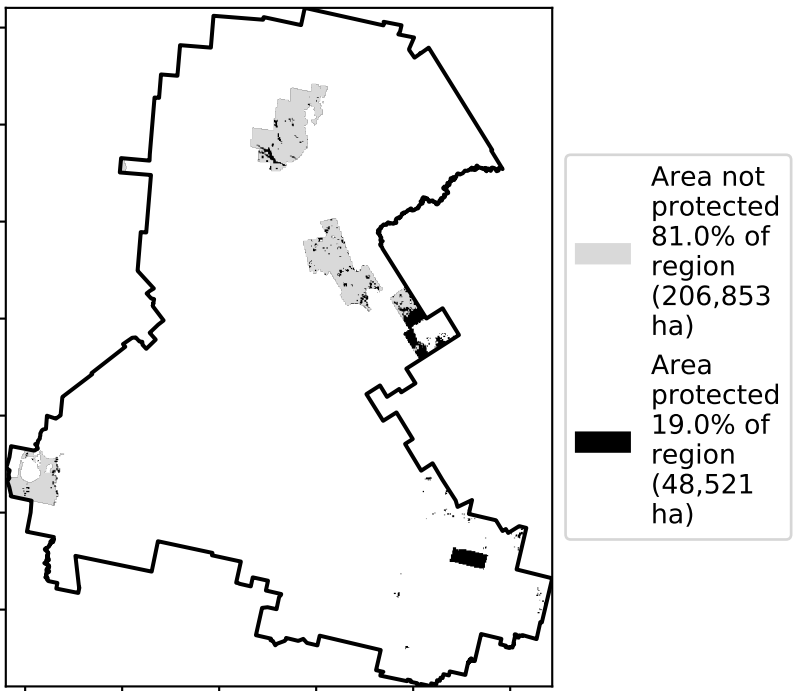 Area not
protected
81.0% of
region
(206,853
ha)
Area
protected
19.0% of
region
(48,521
ha)